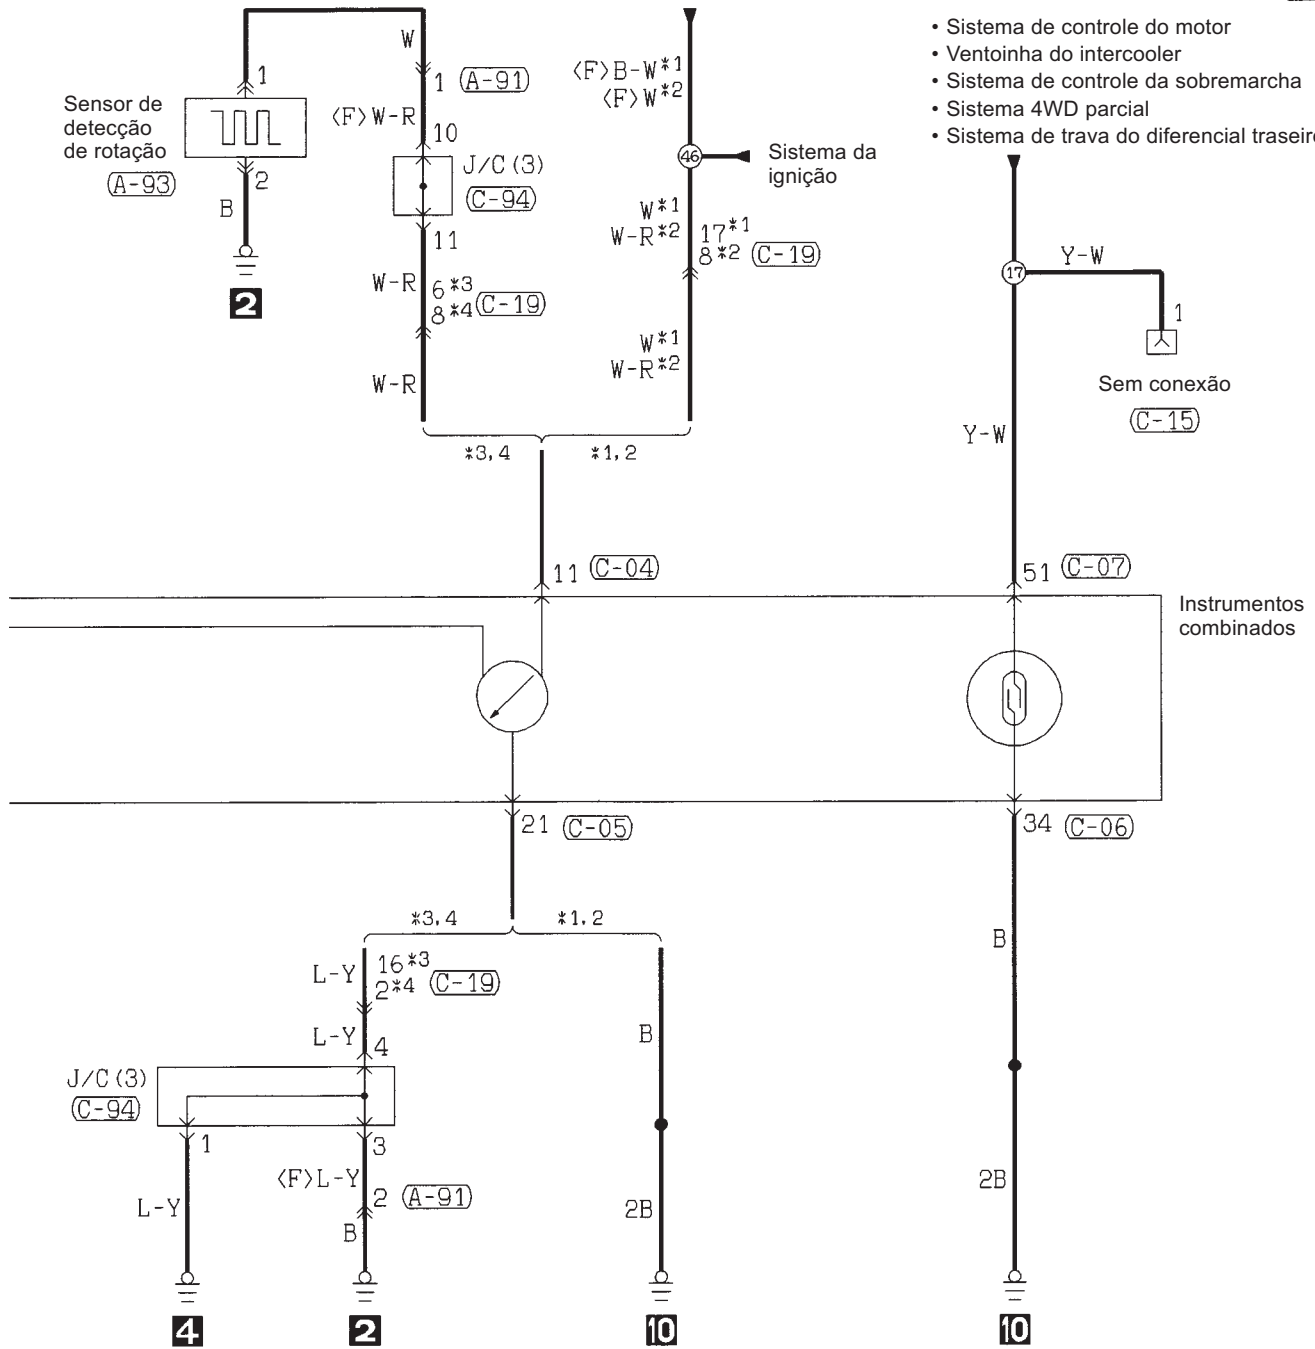 • Sistema de controle do motor
• Ventoinha do intercooler
• Sistema de controle da sobremarcha
• Sistema 4WD parcial
• Sistema de trava do diferencial traseiro
W
1
Sensor de
detecção
de rotação
A-93
2
B
2
1 A-91
<F>W-R
10
J/C (3)
C-94
11
W-R
6 *3
8 *4 C-19
W-R
<F>B-W*1
<F>W*2
46
Sistema da
ignição
W*1
W-R*2
17*1
8*2 C-19
W*1
W-R*2
17
Y-W
1
Sem conexão
C-15
Y-W
*3,4
*1,2
11 C-04
51 C-07
Instrumentos
combinados
21 C-05
34 C-06
*3,4
*1,2
L-Y
16*3
2*4 C-19
L-Y
4
J/C (3)
C-94
1
3
<F>L-Y
2 A-91
L-Y
B
B
2B
B
2B
4
2
10
10